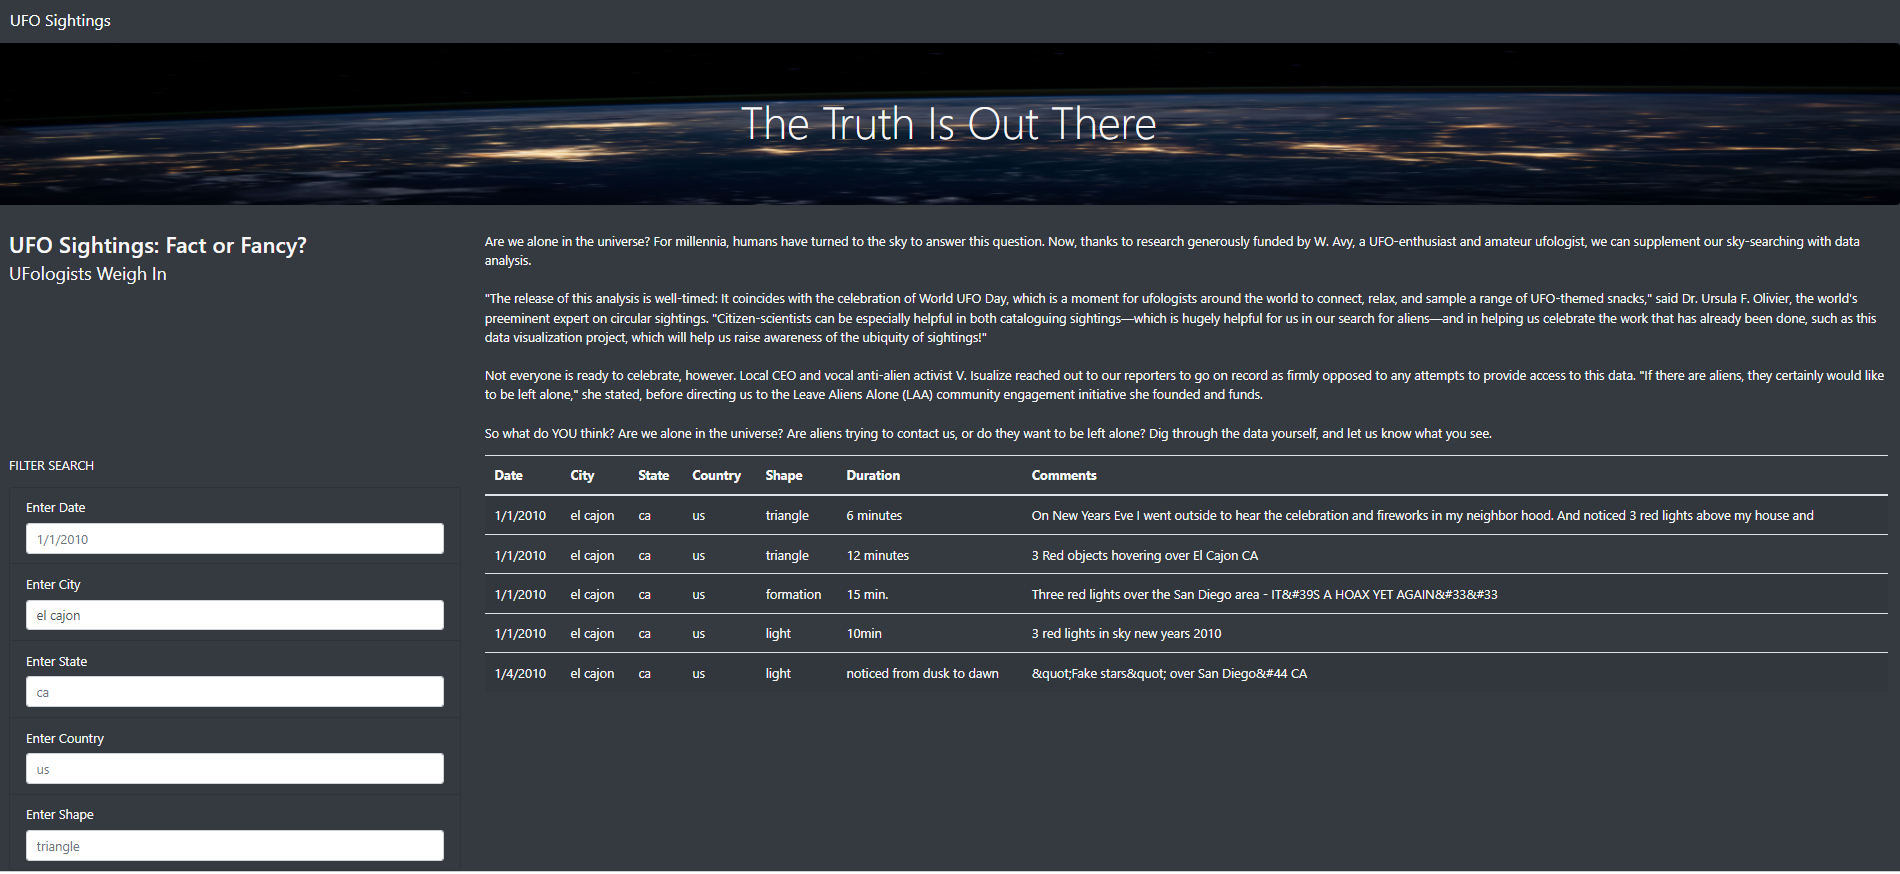 UFO Sightings
The Truth Is Out There
UFO Sightings: Fact or Fancy?
UFologists Weigh In
Are we alone in the universe? For millennia, humans have turned to the sky to answer this question. Now, thanks to research generously funded by W. Avy, a UFO-enthusiast and amateur ufologist, we can supplement our sky-searching with data
analysis.
"The release of this analysis is well-timed: It coincides with the celebration of World UFO Day, which is a moment for ufologists around the world to connect, relax, and sample a range of UFO-themed snacks," said Dr. Ursula F. Olivier, the world's
preeminent expert on circular sightings. "Citizen-scientists can be especially helpful in both cataloguing sightings—which is hugely helpful for us in our search for aliens—and in helping us celebrate the work that has already been done, such as this
data visualization project, which will help us raise awareness of the ubiquity of sightings!"
Not everyone is ready to celebrate, however. Local CEO and vocal anti-alien activist V. Isualize reached out to our reporters to go on record as firmly opposed to any attempts to provide access to this data. "If there are aliens, they certainly would like
to be left alone," she stated, before directing us to the Leave Aliens Alone (LAA) community engagement initiative she founded and funds.
So what do YOU think? Are we alone in the universe? Are aliens trying to contact us, or do they want to be left alone? Dig through the data yourself, and let us know what you see.
FILTER SEARCH
Enter Date
1/1/2010
Enter City
el cajon
Enter State
ca
Enter Country
us
Enter Shape
triangle
Date City State Country Shape Duration Comments
1/1/2010 el cajon ca us triangle 6 minutes On New Years Eve I went outside to hear the celebration and fireworks in my neighbor hood. And noticed 3 red lights above my house and
1/1/2010 el cajon ca us triangle 12 minutes 3 Red objects hovering over El Cajon CA
1/1/2010 el cajon ca us formation 15 min. Three red lights over the San Diego area - IT&#39S A HOAX YET AGAIN&#33&#33
1/1/2010 el cajon ca us light 10min 3 red lights in sky new years 2010
1/4/2010 el cajon ca us light noticed from dusk to dawn &quot;Fake stars&quot; over San Diego&#44 CA